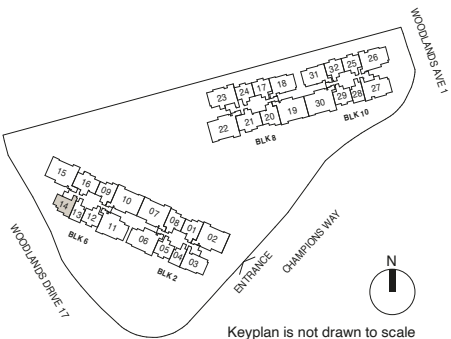 WOODLANDS AVE 1
23 24 17 18 31 32 25 26
22 21 20 19 30 29 28 27
BLK 8
BLK 10
15 16 09 10 07 08 01 02
14 13 12 11 06 05 04 03
BLK 6
BLK 2
WOODLANDS DRIVE 17
ENTRANCE
CHAMPIONS WAY
N
Keyplan is not drawn to scale